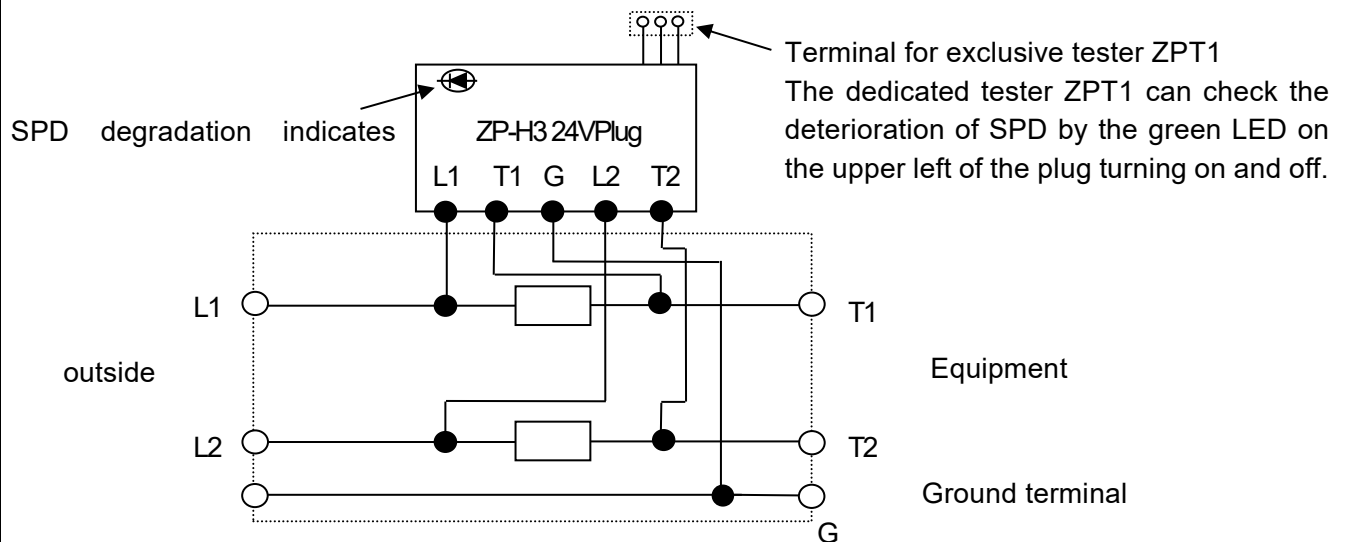 Terminal for exclusive tester ZPT1
The dedicated tester ZPT1 can check the
deterioration of SPD by the green LED on
the upper left of the plug turning on and off.
SPD degradation indicates
ZP-H3 24VPlug
L1 T1 G L2 T2
L1
T1
outside
Equipment
L2
T2
Ground terminal
G